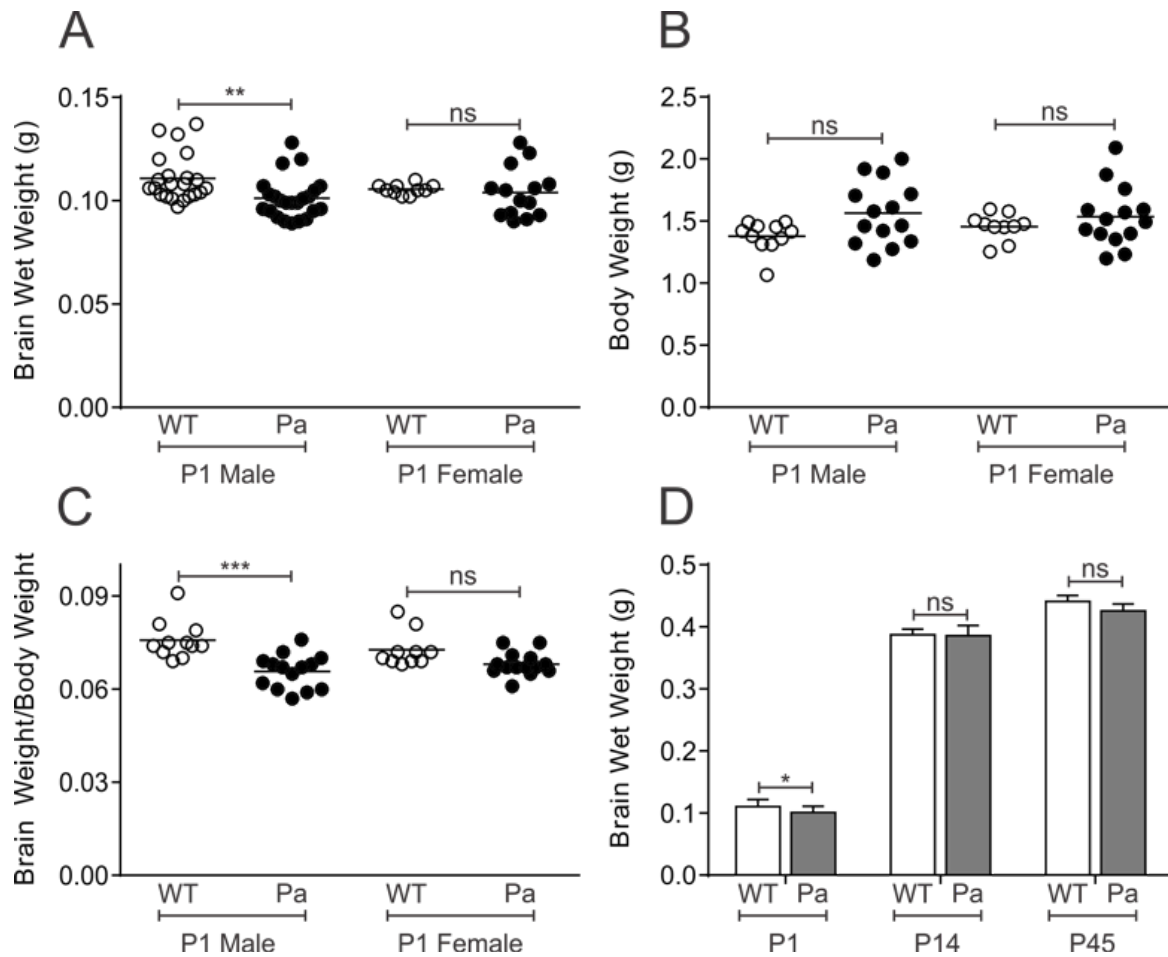 A
Brain Wet Weight (g)
0.15
0.10
0.05
0.00
**
ns
WT Pa WT Pa
P1 Male P1 Female
B
Body Weight (g)
2.5
2.0
1.5
1.0
0.5
0.0
ns
ns
WT Pa WT Pa
P1 Male P1 Female
C
Brain Weight/Body Weight
0.09
0.06
0.03
0.00
***
ns
WT Pa WT Pa
P1 Male P1 Female
D
Brain Wet Weight (g)
0.5
0.4
0.3
0.2
0.1
0.0
*
ns
ns
WT Pa WT Pa WT Pa
P1 P14 P45